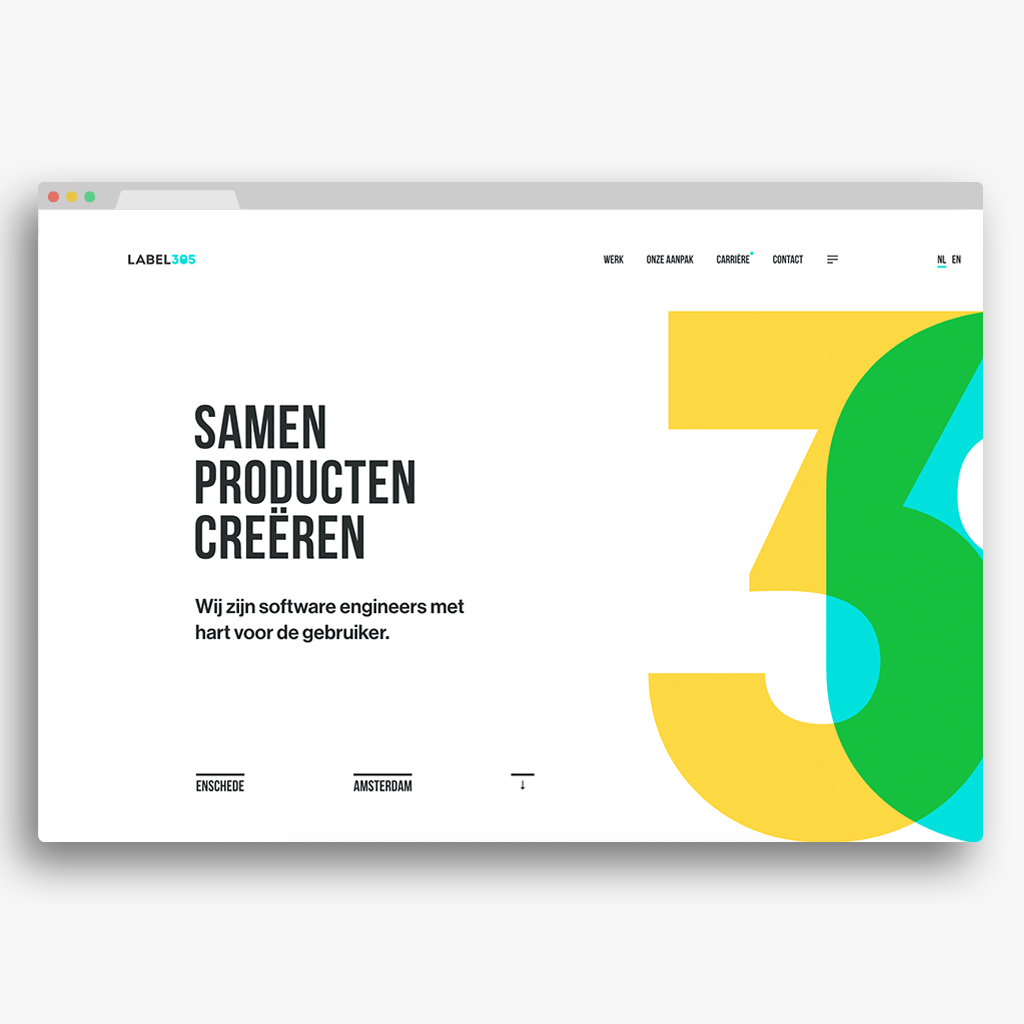 LABEL305
WERK ONZE AANPAK CARRIÈRE CONTACT NL EN
SAMEN
PRODUCTEN
CREËREN
Wij zijn software engineers met
hart voor de gebruiker.
ENSCHEDE AMSTERDAM ↓
3